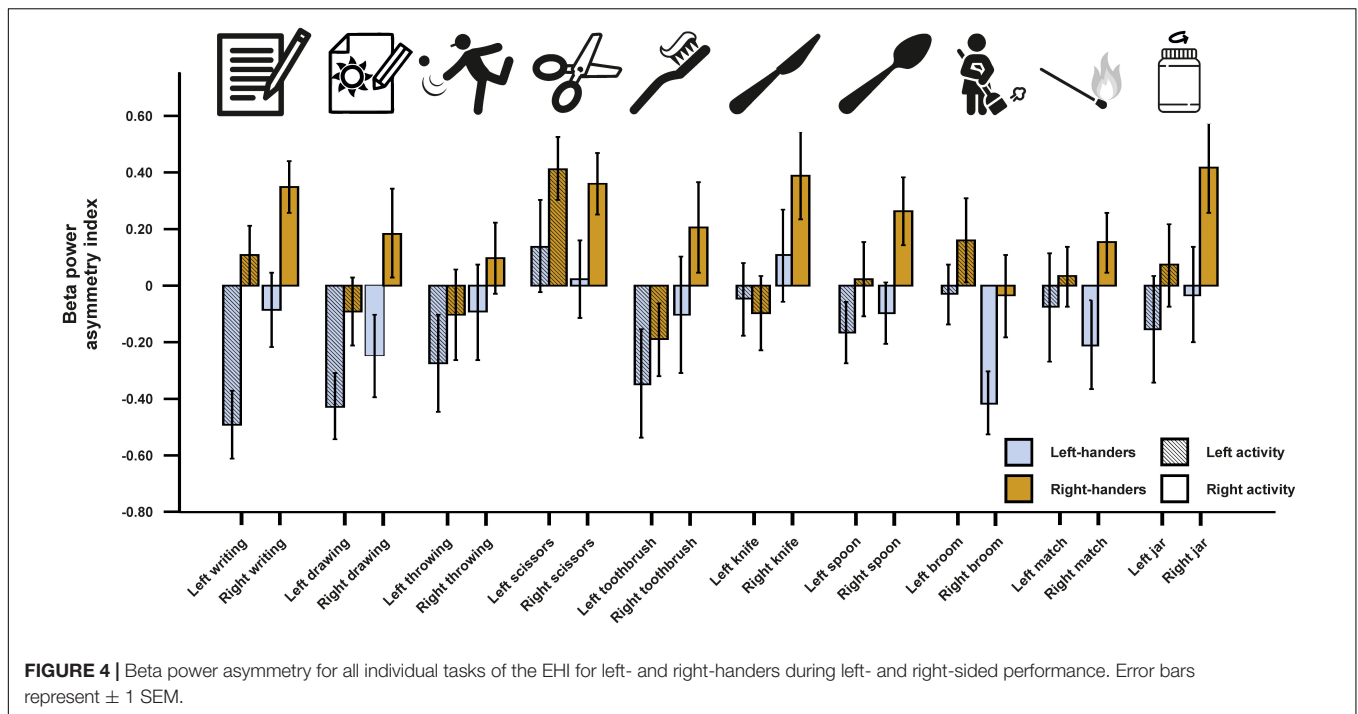 0.60
0.40
0.20
0
-0.20
-0.40
-0.60
-0.80
Beta power
asymmetry index
Left-handers
Left activity
Right-handers
Right activity
Left writing
Right writing
Left drawing
Right drawing
Left throwing
Right throwing
Left scissors
Right scissors
Left toothbrush
Right toothbrush
Left knife
Right knife
Left spoon
Right spoon
Left broom
Right broom
Left match
Right match
Left jar
Right jar
FIGURE 4 | Beta power asymmetry for all individual tasks of the EHI for left- and right-handers during left- and right-sided performance. Error bars
represent ± 1 SEM.